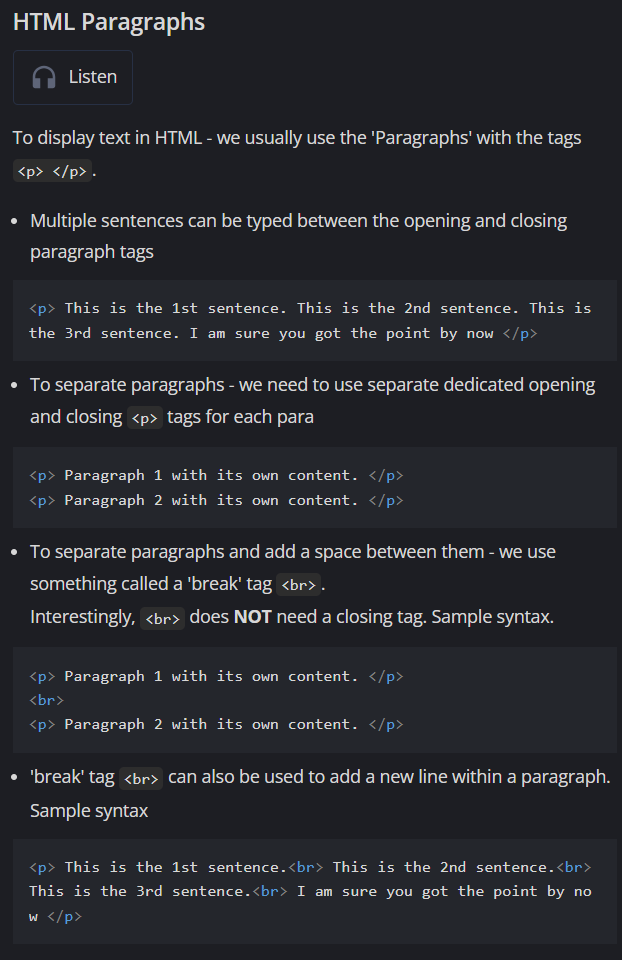 HTML Paragraphs
Listen
To display text in HTML - we usually use the 'Paragraphs' with the tags
<p> </p>.
• Multiple sentences can be typed between the opening and closing
paragraph tags
<p> This is the 1st sentence. This is the 2nd sentence. This is
the 3rd sentence. I am sure you got the point by now </p>
• To separate paragraphs - we need to use separate dedicated opening
and closing <p> tags for each para
<p> Paragraph 1 with its own content. </p>
<p> Paragraph 2 with its own content. </p>
• To separate paragraphs and add a space between them - we use
something called a 'break' tag <br>.
Interestingly, <br> does NOT need a closing tag. Sample syntax.
<p> Paragraph 1 with its own content. </p>
<br>
<p> Paragraph 2 with its own content. </p>
• 'break' tag <br> can also be used to add a new line within a paragraph.
Sample syntax
<p> This is the 1st sentence.<br> This is the 2nd sentence.<br>
This is the 3rd sentence.<br> I am sure you got the point by no
w </p>